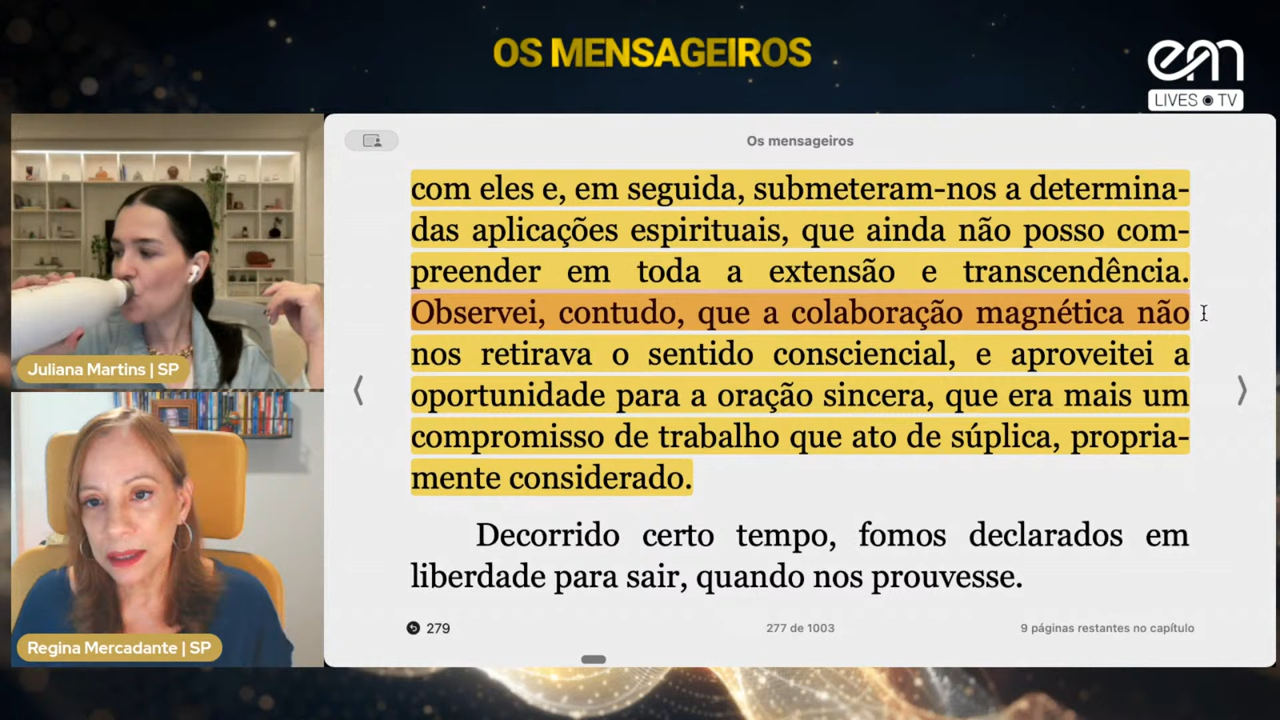 OS MENSAGEIROS
em
LIVES TV
Os mensageiros
com eles e, em seguida, submeteram-nos a determina-
das aplicações espirituais, que ainda não posso com-
preender em toda a extensão e transcendência.
Observei, contudo, que a colaboração magnética não
nos retirava o sentido consciencial, e aproveitei a
oportunidade para a oração sincera, que era mais um
compromisso de trabalho que ato de súplica, propria-
mente considerado.
Decorrido certo tempo, fomos declarados em
liberdade para sair, quando nos prouvesse.
279
277 de 1003
9 páginas restantes no capítulo
Juliana Martins | SP
Regina Mercadante | SP